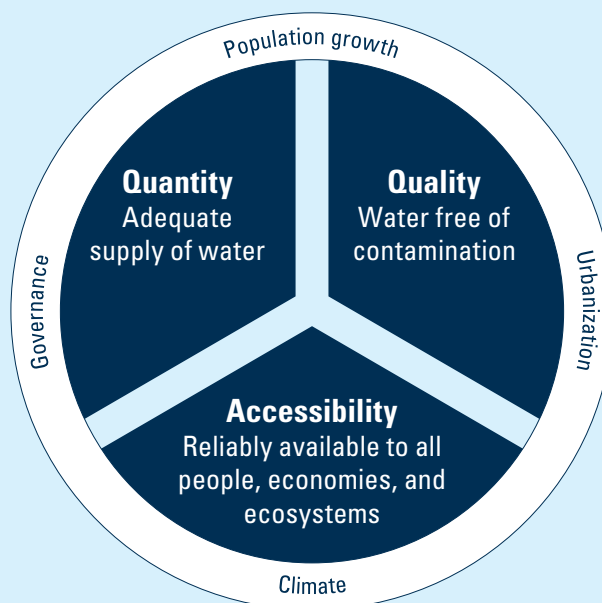 Population growth
Quantity
Adequate
supply of water
Quality
Water free of
contamination
Governance
Urbanization
Accessibility
Reliably available to all
people, economies, and
ecosystems
Climate